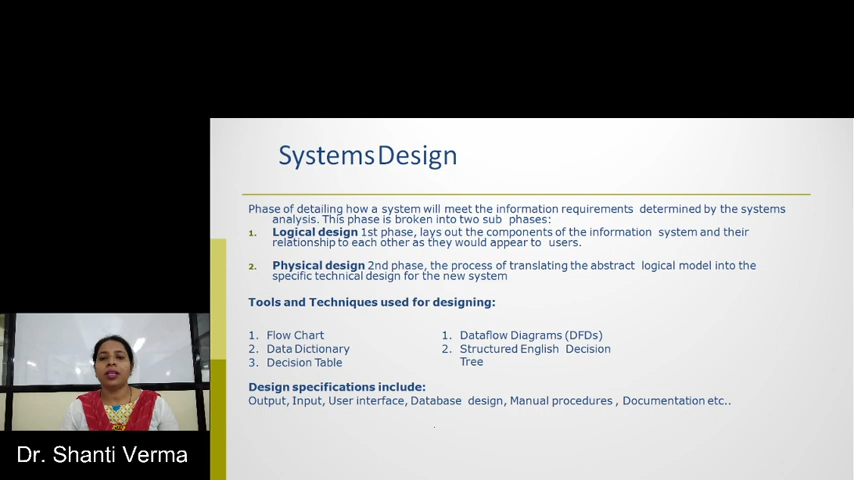 Systems Design
Phase of detailing how a system will meet the information requirements determined by the systems
analysis. This phase is broken into two sub phases:
1. Logical design 1st phase, lays out the components of the information system and their
relationship to each other as they would appear to users.
2. Physical design 2nd phase, the process of translating the abstract logical model into the
specific technical design for the new system
Tools and Techniques used for designing:
1. Flow Chart
2. Data Dictionary
3. Decision Table
1. Dataflow Diagrams (DFDs)
2. Structured English Decision
Tree
Design specifications include:
Output, Input, User interface, Database design, Manual procedures , Documentation etc..
Dr. Shanti Verma